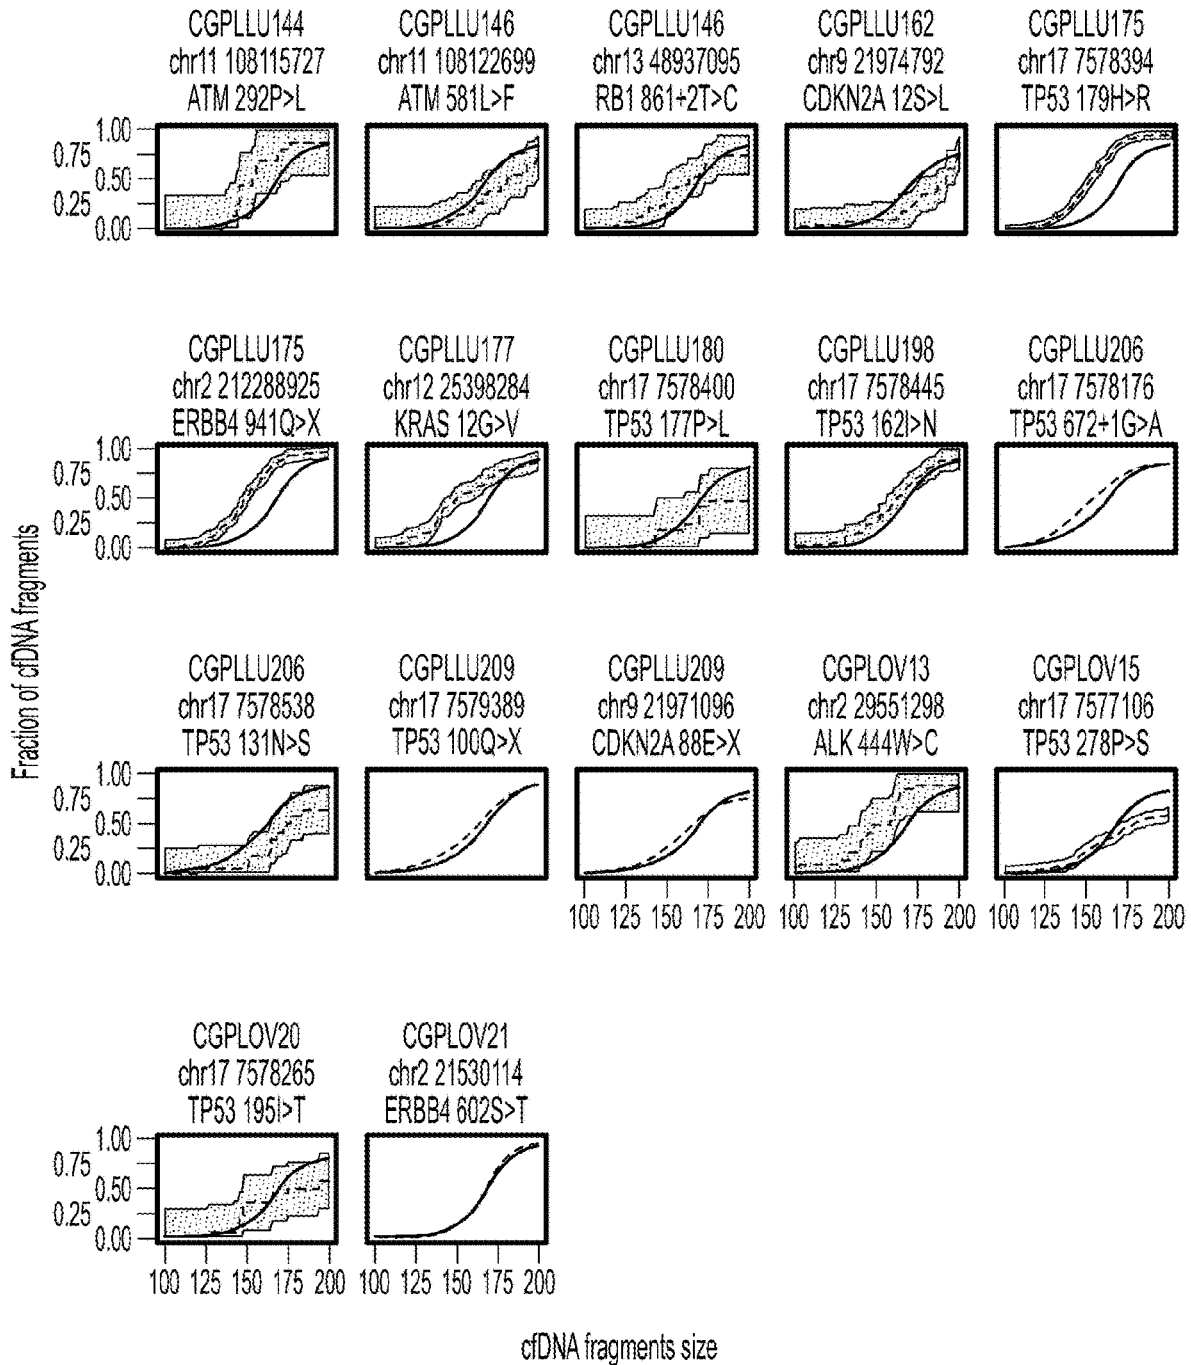 CGPLLU144
chr11 108115727
ATM 292P>L
CGPLLU146
chr11 108122699
ATM 581L>F
CGPLLU146
chr13 48937095
RB1 861+2T>C
CGPLLU162
chr9 21974792
CDKN2A 12S>L
CGPLLU175
chr17 7578394
TP53 179H>R
1.00
0.75
0.50
0.25
0.00
CGPLLU175
chr2 212288925
ERBB4 941Q>X
CGPLLU177
chr12 25398284
KRAS 12G>V
CGPLLU180
chr17 7578400
TP53 177P>L
CGPLLU198
chr17 7578445
TP53 162I>N
CGPLLU206
chr17 7578176
TP53 672+1G>A
1.00
0.75
0.50
0.25
0.00
Fraction of cfDNA fragments
CGPLLU206
chr17 7578538
TP53 131N>S
CGPLLU209
chr17 7579389
TP53 100Q>X
CGPLLU209
chr9 21971096
CDKN2A 88E>X
CGPLOV13
chr2 29551298
ALK 444W>C
CGPLOV15
chr17 7577106
TP53 278P>S
1.00
0.75
0.50
0.25
0.00
100 125 150 175 200
100 125 150 175 200
100 125 150 175 200
CGPLOV20
chr17 7578265
TP53 195I>T
CGPLOV21
chr2 21530114
ERBB4 602S>T
1.00
0.75
0.50
0.25
0.00
100 125 150 175 200
100 125 150 175 200
cfDNA fragments size